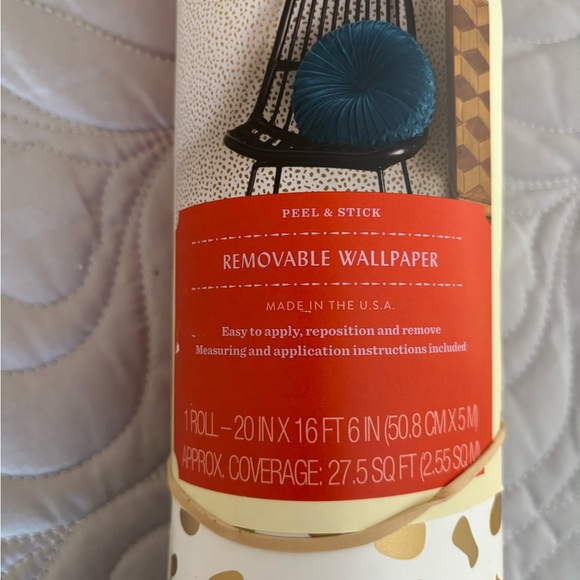 PEEL & STICK
REMOVABLE WALLPAPER
MADE IN THE U.S.A.
Easy to apply, reposition and remove
Measuring and application instructions included
1 ROLL – 20 IN X 16 FT 6 IN (50.8 CM X 5 M)
APPROX. COVERAGE: 27.5 SQ FT (2.55 SQ M)